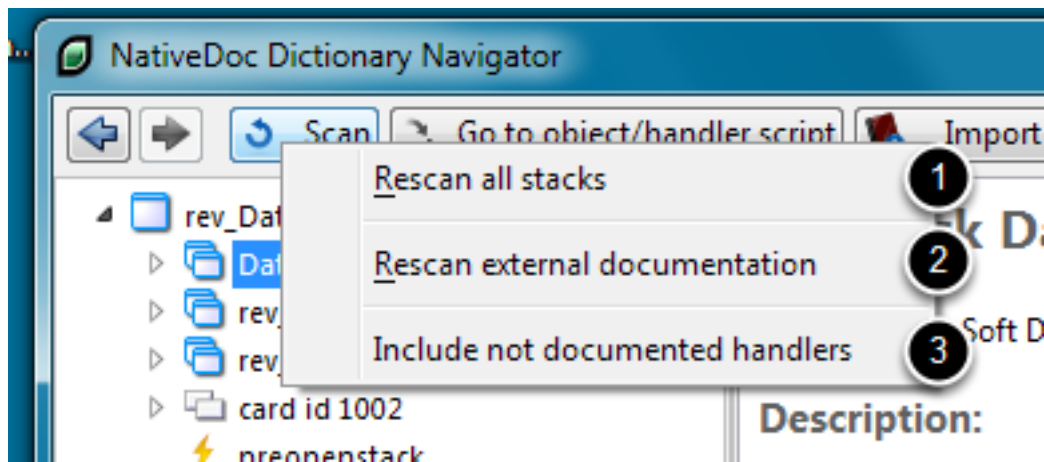 NativeDoc Dictionary Navigator
Scan Go to object/handler script Import
Rescan all stacks 1
rev_Dat
Rescan external documentation 2
rev_
Include not documented handlers 3
Soft D
rev_
card id 1002
Description:
preopenstack